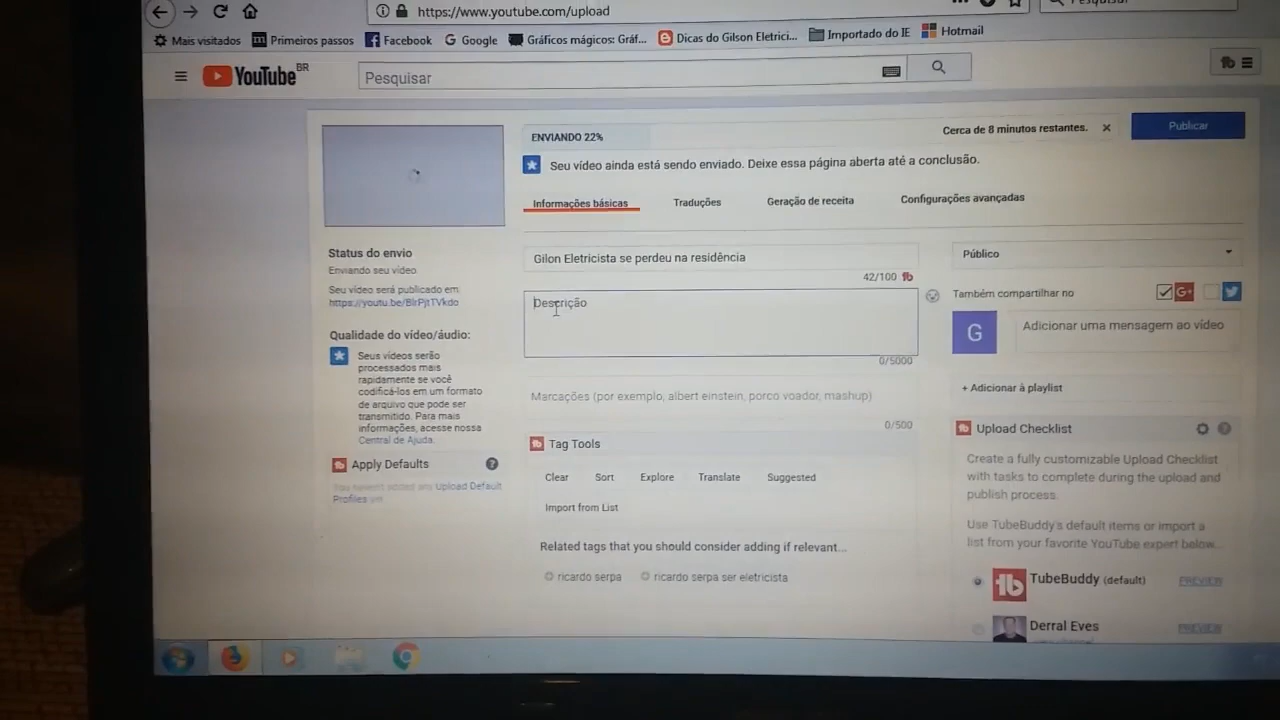 https://www.youtube.com/upload
Mais visitados Primeiros passos Facebook Google Gráficos mágicos: Gráf... Dicas do Gilson Eletrici... Importado do IE Hotmail
YouTube BR
Pesquisar
ENVIANDO 22%
Cerca de 8 minutos restantes.
Publicar
Seu vídeo ainda está sendo enviado. Deixe essa página aberta até a conclusão.
Informações básicas Traduções Geração de receita Configurações avançadas
Status do envio
Enviando seu vídeo.
Seu vídeo será publicado em:
https://youtu.be/BIrPjtTVkdo
Qualidade do vídeo/áudio:
Seus vídeos serão
processados mais
rapidamente se você
codificá-los em um formato
de arquivo que pode ser
transmitido. Para mais
informações, acesse nossa
Central de Ajuda.
Apply Defaults
Upload Default
Profiles
Gilon Eletricista se perdeu na residência
42/100
Descrição
0/5000
Marcações (por exemplo, albert einstein, porco voador, mashup)
0/500
Tag Tools
Clear Sort Explore Translate Suggested
Import from List
Related tags that you should consider adding if relevant...
ricardo serpa ricardo serpa ser eletricista
Público
Também compartilhar no G+
G
Adicionar uma mensagem ao vídeo
+ Adicionar à playlist
Upload Checklist
Create a fully customizable Upload Checklist
with tasks to complete during the upload and
publish process.
Use TubeBuddy's default items or import a
list from your favorite YouTube expert below...
TubeBuddy (default) PREVIEW
Derral Eves PREVIEW